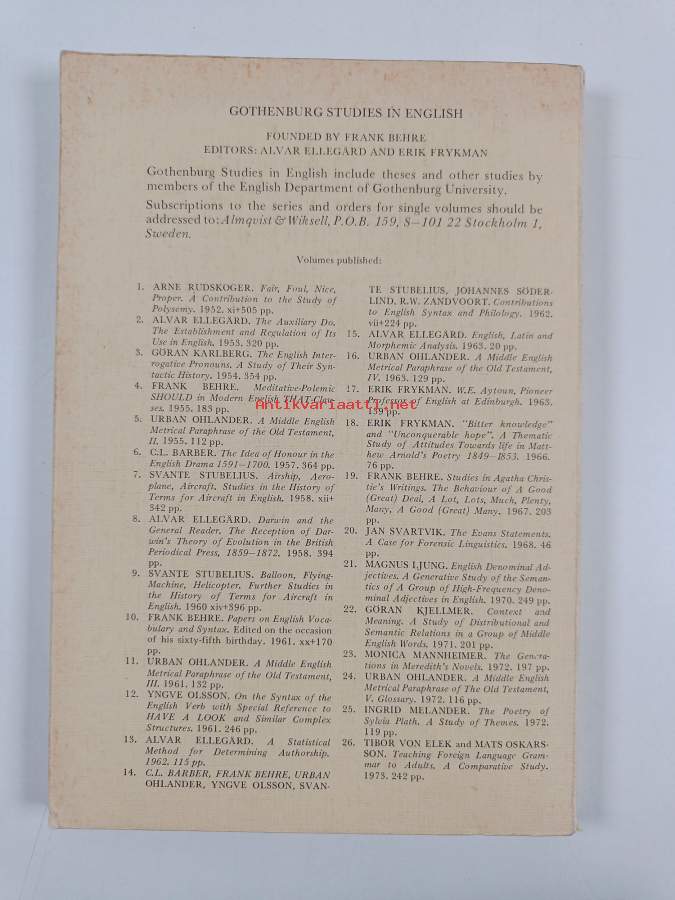 GOTHENBURG STUDIES IN ENGLISH
FOUNDED BY FRANK BEHRE
EDITORS: ALVAR ELLEGÅRD AND ERIK FRYKMAN
Gothenburg Studies in English include theses and other studies by
members of the English Department of Gothenburg University.
Subscriptions to the series and orders for single volumes should be
addressed to: Almqvist & Wiksell, P.O.B. 159, S—101 22 Stockholm 1,
Sweden.
Volumes published:
1. ARNE RUDSKOGER. Fair, Foul, Nice,
Proper. A Contribution to the Study of
Polysemy. 1952. xi+505 pp.
2. ALVAR ELLEGÅRD. The Auxiliary Do.
The Establishment and Regulation of Its
Use in English. 1953. 320 pp.
3. GÖRAN KARLBERG. The English Inter-
rogative Pronouns. A Study of Their Syn-
tactic History. 1954. 354 pp.
4. FRANK BEHRE. Meditative-Polemic
SHOULD in Modern English THAT-Clau-
ses. 1955. 183 pp.
5. URBAN OHLANDER. A Middle English
Metrical Paraphrase of the Old Testament,
II. 1955. 112 pp.
6. C.L. BARBER. The Idea of Honour in the
English Drama 1591—1700. 1957. 364 pp.
7. SVANTE STUBELIUS. Airship, Aero-
plane, Aircraft. Studies in the History of
Terms for Aircraft in English. 1958. xii+
342 pp.
8. ALVAR ELLEGÅRD. Darwin and the
General Reader. The Reception of Dar-
win's Theory of Evolution in the British
Periodical Press, 1859—1872. 1958. 394
pp.
9. SVANTE STUBELIUS. Balloon, Flying-
Machine, Helicopter. Further Studies in
the History of Terms for Aircraft in
English. 1960 xiv+396 pp.
10. FRANK BEHRE. Papers on English Voca-
bulary and Syntax. Edited on the occasion
of his sixty-fifth birthday. 1961. xx+170
pp.
11. URBAN OHLANDER. A Middle English
Metrical Paraphrase of the Old Testament,
III. 1961. 132 pp.
12. YNGVE OLSSON. On the Syntax of the
English Verb with Special Reference to
HAVE A LOOK and Similar Complex
Structures. 1961. 246 pp.
13. ALVAR ELLEGÅRD. A Statistical
Method for Determining Authorship.
1962. 115 pp.
14. C.L. BARBER, FRANK BEHRE, URBAN
OHLANDER, YNGVE OLSSON, SVAN-
TE STUBELIUS, JOHANNES SÖDER-
LIND, R.W. ZANDVOORT. Contributions
to English Syntax and Philology. 1962.
vii+224 pp.
15. ALVAR ELLEGÅRD. English, Latin and
Morphemic Analysis. 1963. 20 pp.
16. URBAN OHLANDER. A Middle English
Metrical Paraphrase of the Old Testament,
IV. 1963. 129 pp.
17. ERIK FRYKMAN. W.E. Aytoun, Pioneer
Professor of English at Edinburgh. 1963.
139 pp.
18. ERIK FRYKMAN. "Bitter knowledge"
and "Unconquerable hope". A Thematic
Study of Attitudes Towards life in Matt-
hew Arnold's Poetry 1849—1853. 1966.
76 pp.
19. FRANK BEHRE. Studies in Agatha Chris-
tie's Writings. The Behaviour of A Good
(Great) Deal, A Lot, Lots, Much, Plenty,
Many, A Good (Great) Many. 1967. 203
pp.
20. JAN SVARTVIK. The Evans Statements.
A Case for Forensic Linguistics. 1968. 46
pp.
21. MAGNUS LJUNG. English Denominal Ad-
jectives. A Generative Study of the Seman-
tics of A Group of High-Frequency Deno-
minal Adjectives in English. 1970. 249 pp.
22. GÖRAN KJELLMER. Context and
Meaning. A Study of Distributional and
Semantic Relations in a Group of Middle
English Words. 1971. 201 pp.
23. MONICA MANNHEIMER. The Genera-
tions in Meredith's Novels. 1972. 197 pp.
24. URBAN OHLANDER. A Middle English
Metrical Paraphrase of The Old Testament,
V. Glossary. 1972. 116 pp.
25. INGRID MELANDER. The Poetry of
Sylvia Plath. A Study of Themes. 1972.
119 pp.
26. TIBOR VON ELEK and MATS OSKARS-
SON. Teaching Foreign Language Gram-
mar to Adults. A Comparative Study.
1973. 242 pp.
Antikvariaatti.net